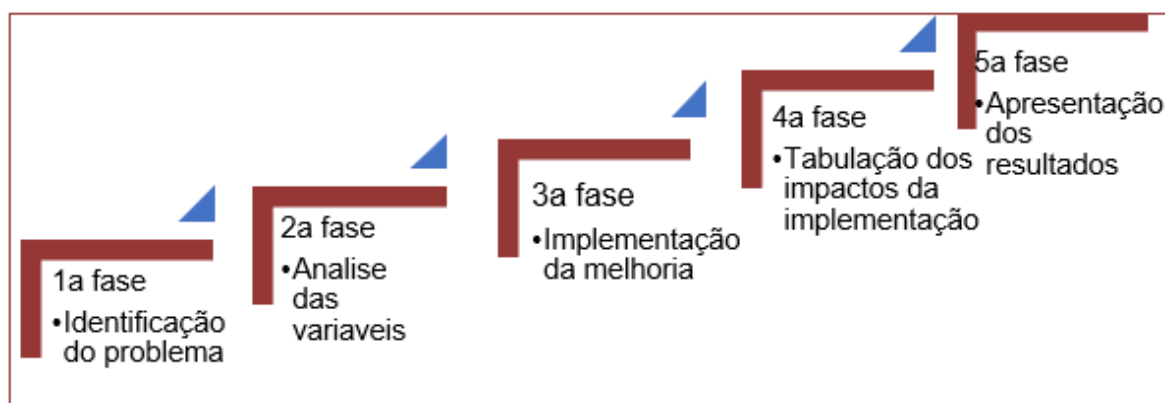 1a fase
•Identificação
do problema
2a fase
•Analise
das
variaveis
3a fase
•Implementação
da melhoria
4a fase
•Tabulação dos
impactos da
implementação
5a fase
•Apresentação
dos
resultados